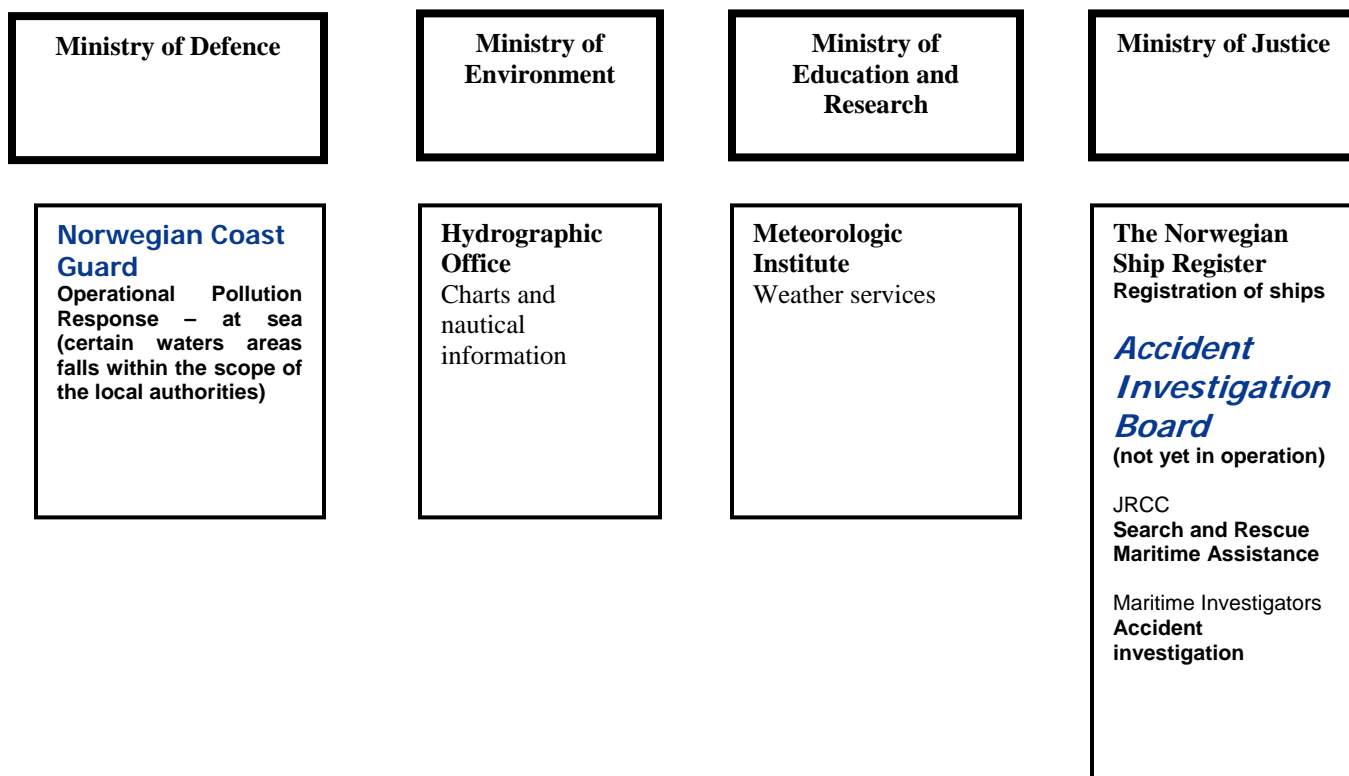 Ministry of Defence
Ministry of
Environment
Ministry of
Education and
Research
Ministry of Justice
Norwegian Coast
Guard
Operational Pollution
Response – at sea
(certain waters areas
falls within the scope of
the local authorities)
Hydrographic
Office
Charts and
nautical
information
Meteorologic
Institute
Weather services
The Norwegian
Ship Register
Registration of ships
Accident
Investigation
Board
(not yet in operation)
JRCC
Search and Rescue
Maritime Assistance
Maritime Investigators
Accident
investigation